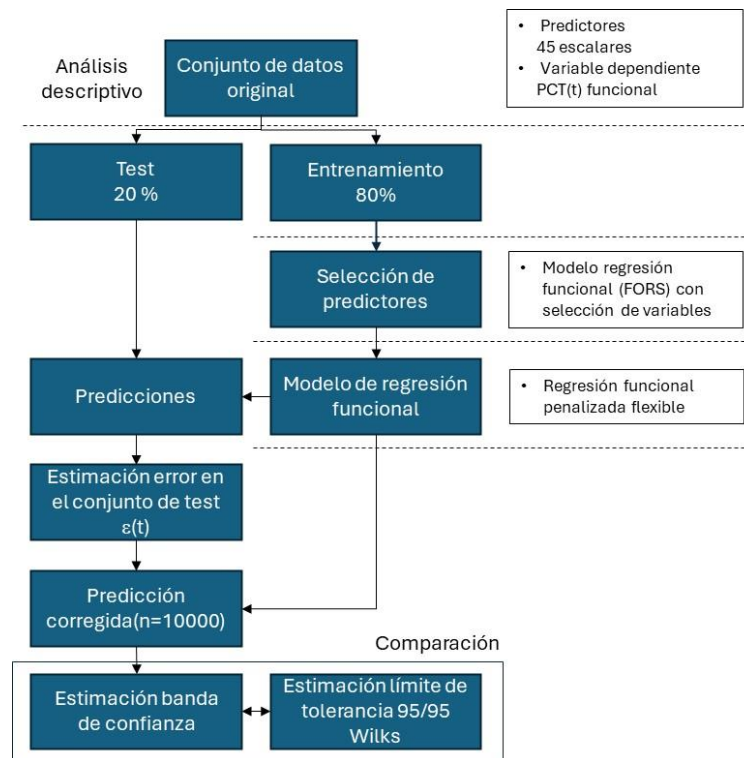 Análisis
descriptivo
Conjunto de datos
original
• Predictores
45 escalares
• Variable dependiente
PCT(t) funcional
Test
20 %
Entrenamiento
80%
Selección de
predictores
• Modelo regresión
funcional (FORS) con
selección de variables
Predicciones
Modelo de regresión
funcional
• Regresión funcional
penalizada flexible
Estimación error en
el conjunto de test
ε(t)
Predicción
corregida(n=10000)
Comparación
Estimación banda
de confianza
Estimación límite de
tolerancia 95/95
Wilks